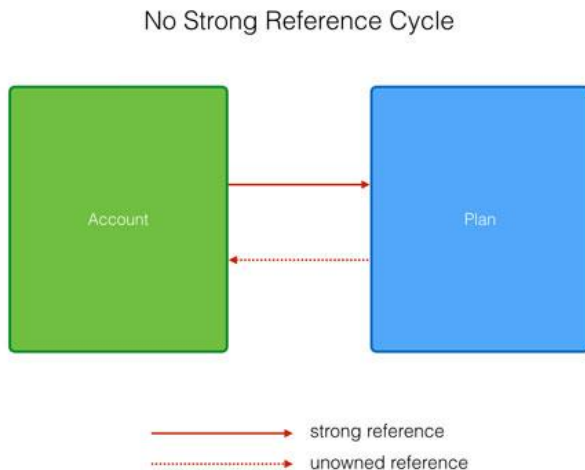 No Strong Reference Cycle
Account
Plan
strong reference
unowned reference